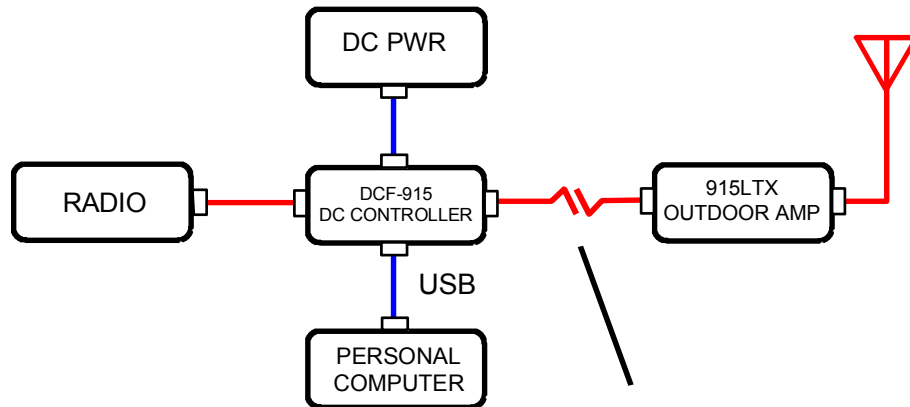 DC PWR
RADIO
DCF-915
DC CONTROLLER
915LTX
OUTDOOR AMP
USB
PERSONAL
COMPUTER